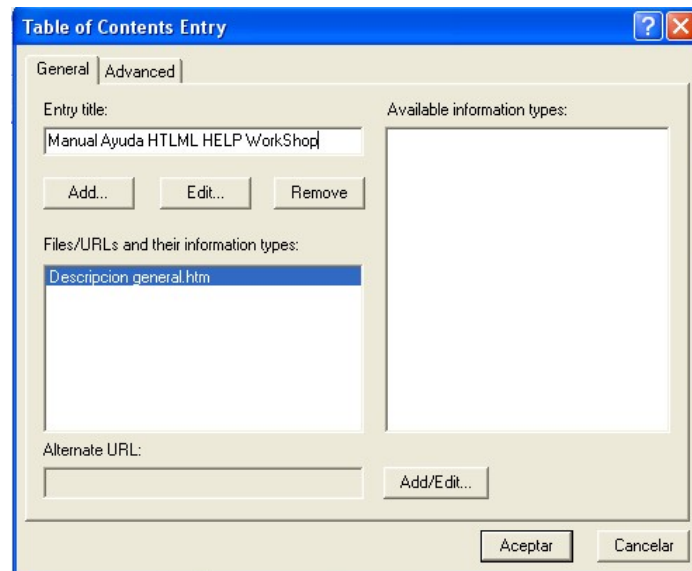 Table of Contents Entry
General Advanced
Entry title:
Manual Ayuda HTLML HELP WorkShop
Add... Edit... Remove
Files/URLs and their information types:
Descripcion general.htm
Available information types:
Alternate URL:
Add/Edit...
Aceptar Cancelar